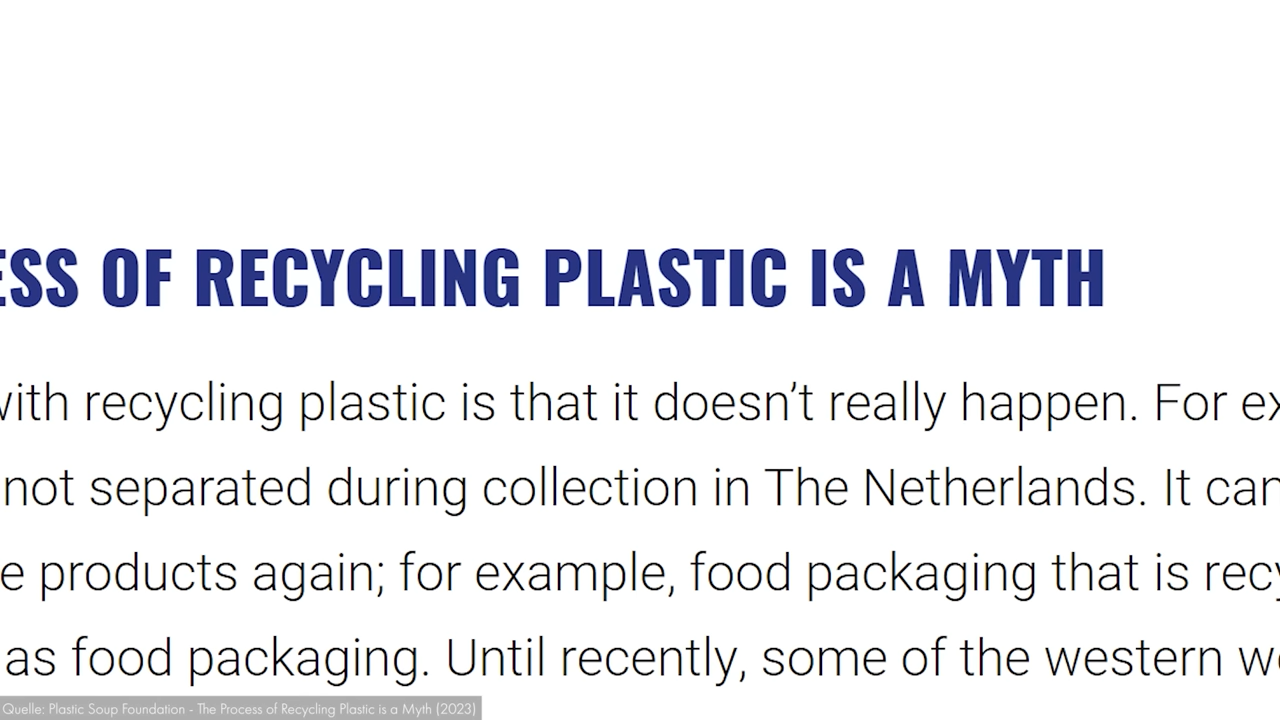 ESS OF RECYCLING PLASTIC IS A MYTH
with recycling plastic is that it doesn’t really happen. For ex
not separated during collection in The Netherlands. It can
e products again; for example, food packaging that is recy
as food packaging. Until recently, some of the western wo
Quelle: Plastic Soup Foundation - The Process of Recycling Plastic is a Myth (2023)